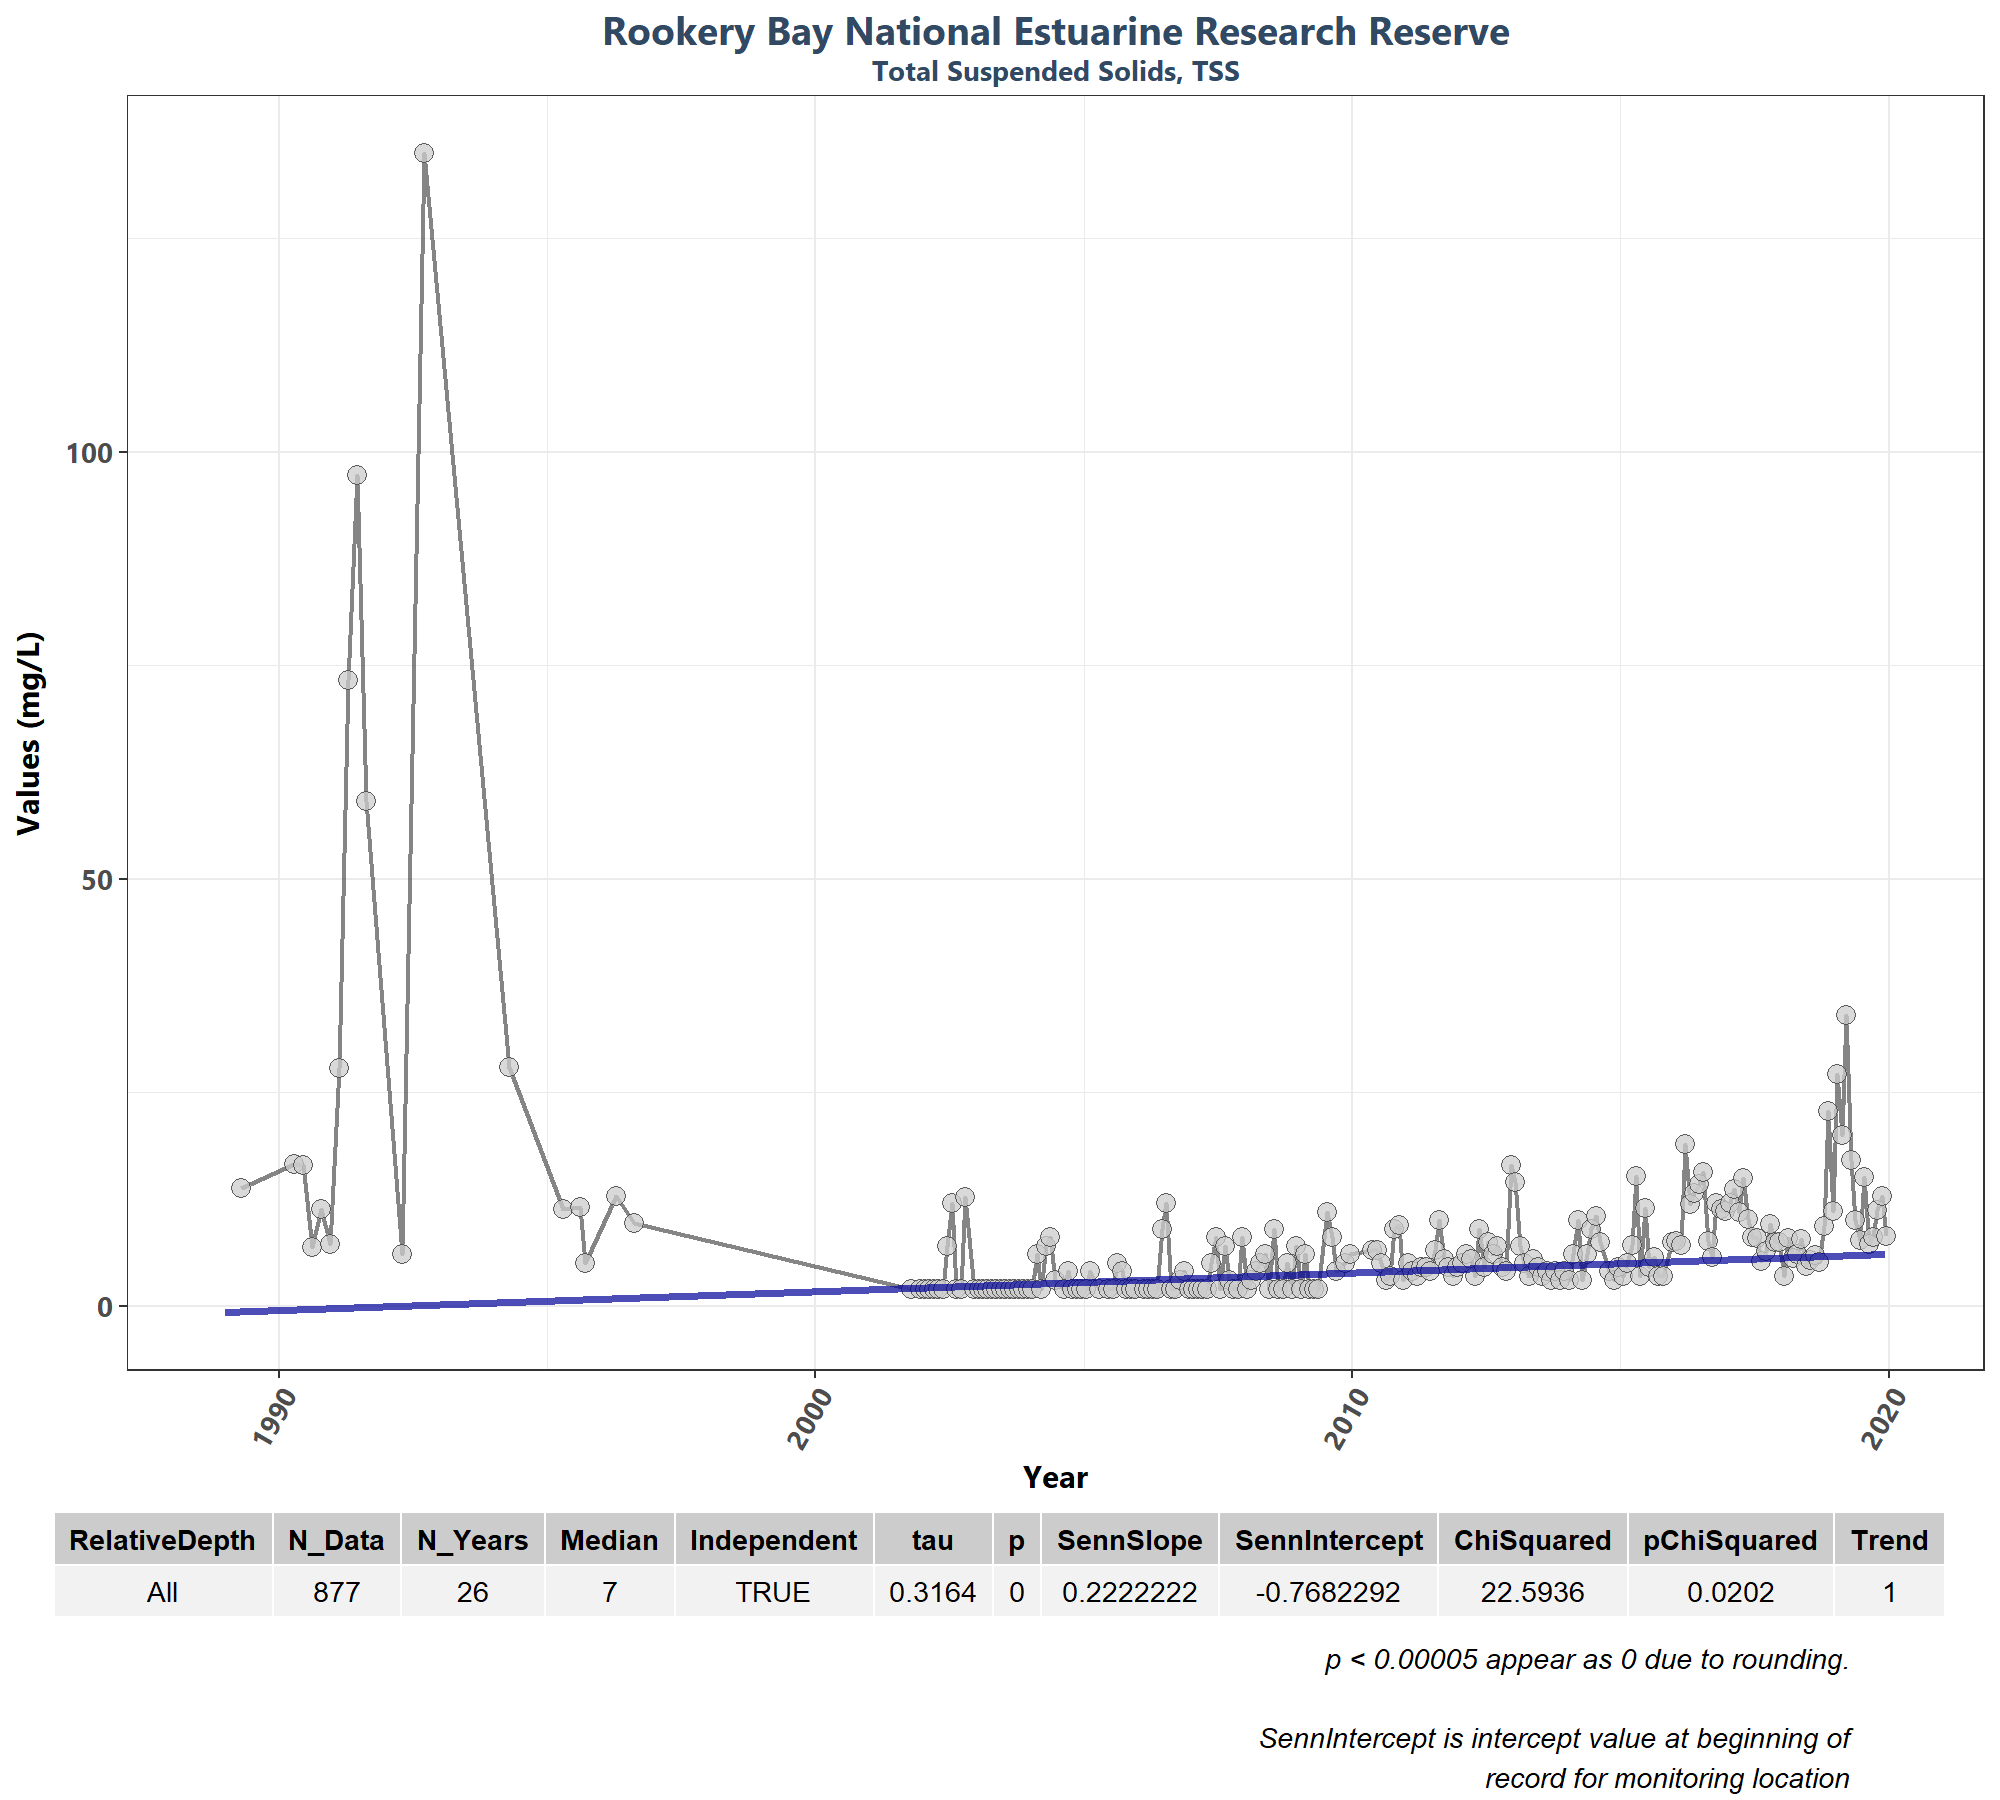 Rookery Bay National Estuarine Research Reserve
Total Suspended Solids, TSS
Values (mg/L)
100
50
0
1990
2000
2010
2020
Year
RelativeDepth N_Data N_Years Median Independent tau p SennSlope SennIntercept ChiSquared pChiSquared Trend
All 877 26 7 TRUE 0.3164 0 0.2222222 -0.7682292 22.5936 0.0202 1
p < 0.00005 appear as 0 due to rounding.
SennIntercept is intercept value at beginning of
record for monitoring location